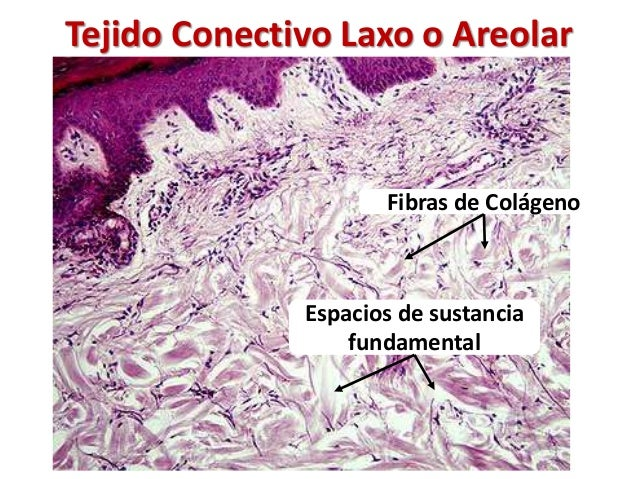 Tejido Conectivo Laxo o Areolar
Fibras de Colágeno
Espacios de sustancia
fundamental